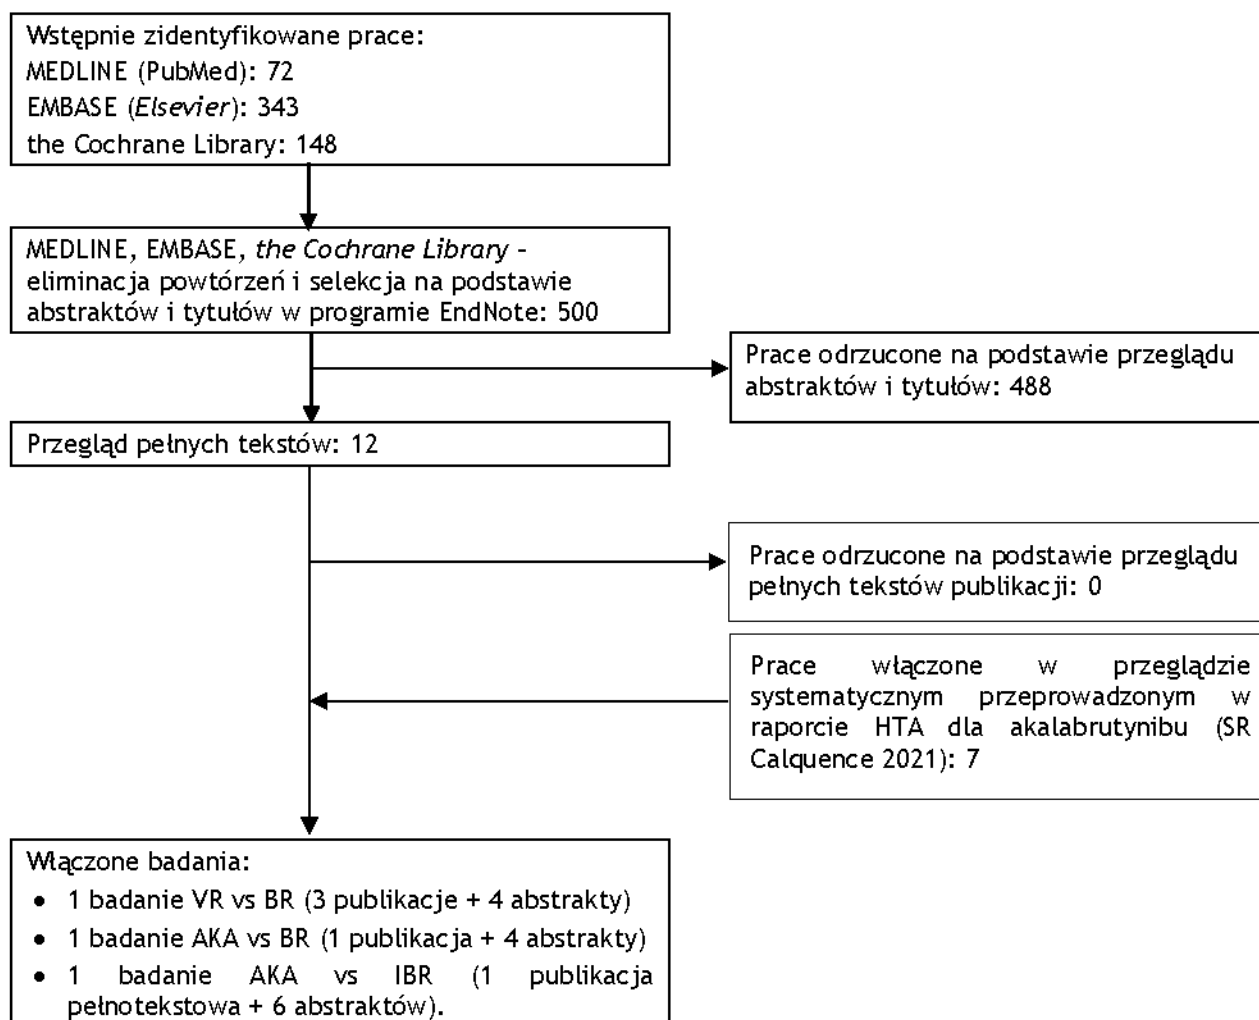 Wstępnie zidentyfikowane prace:
MEDLINE (PubMed): 72
EMBASE (Elsevier): 343
the Cochrane Library: 148
MEDLINE, EMBASE, the Cochrane Library -
eliminacja powtórzeń i selekcja na podstawie
abstraktów i tytułów w programie EndNote: 500
Prace odrzucone na podstawie przeglądu
abstraktów i tytułów: 488
Przegląd pełnych tekstów: 12
Prace odrzucone na podstawie przeglądu
pełnych tekstów publikacji: 0
Prace włączone w przeglądzie
systematycznym przeprowadzonym w
raporcie HTA dla akalabrutynibu (SR
Calquence 2021): 7
Włączone badania:
• 1 badanie VR vs BR (3 publikacje + 4 abstrakty)
• 1 badanie AKA vs BR (1 publikacja + 4 abstrakty)
• 1 badanie AKA vs IBR (1 publikacja
pełnotekstowa + 6 abstraktów).